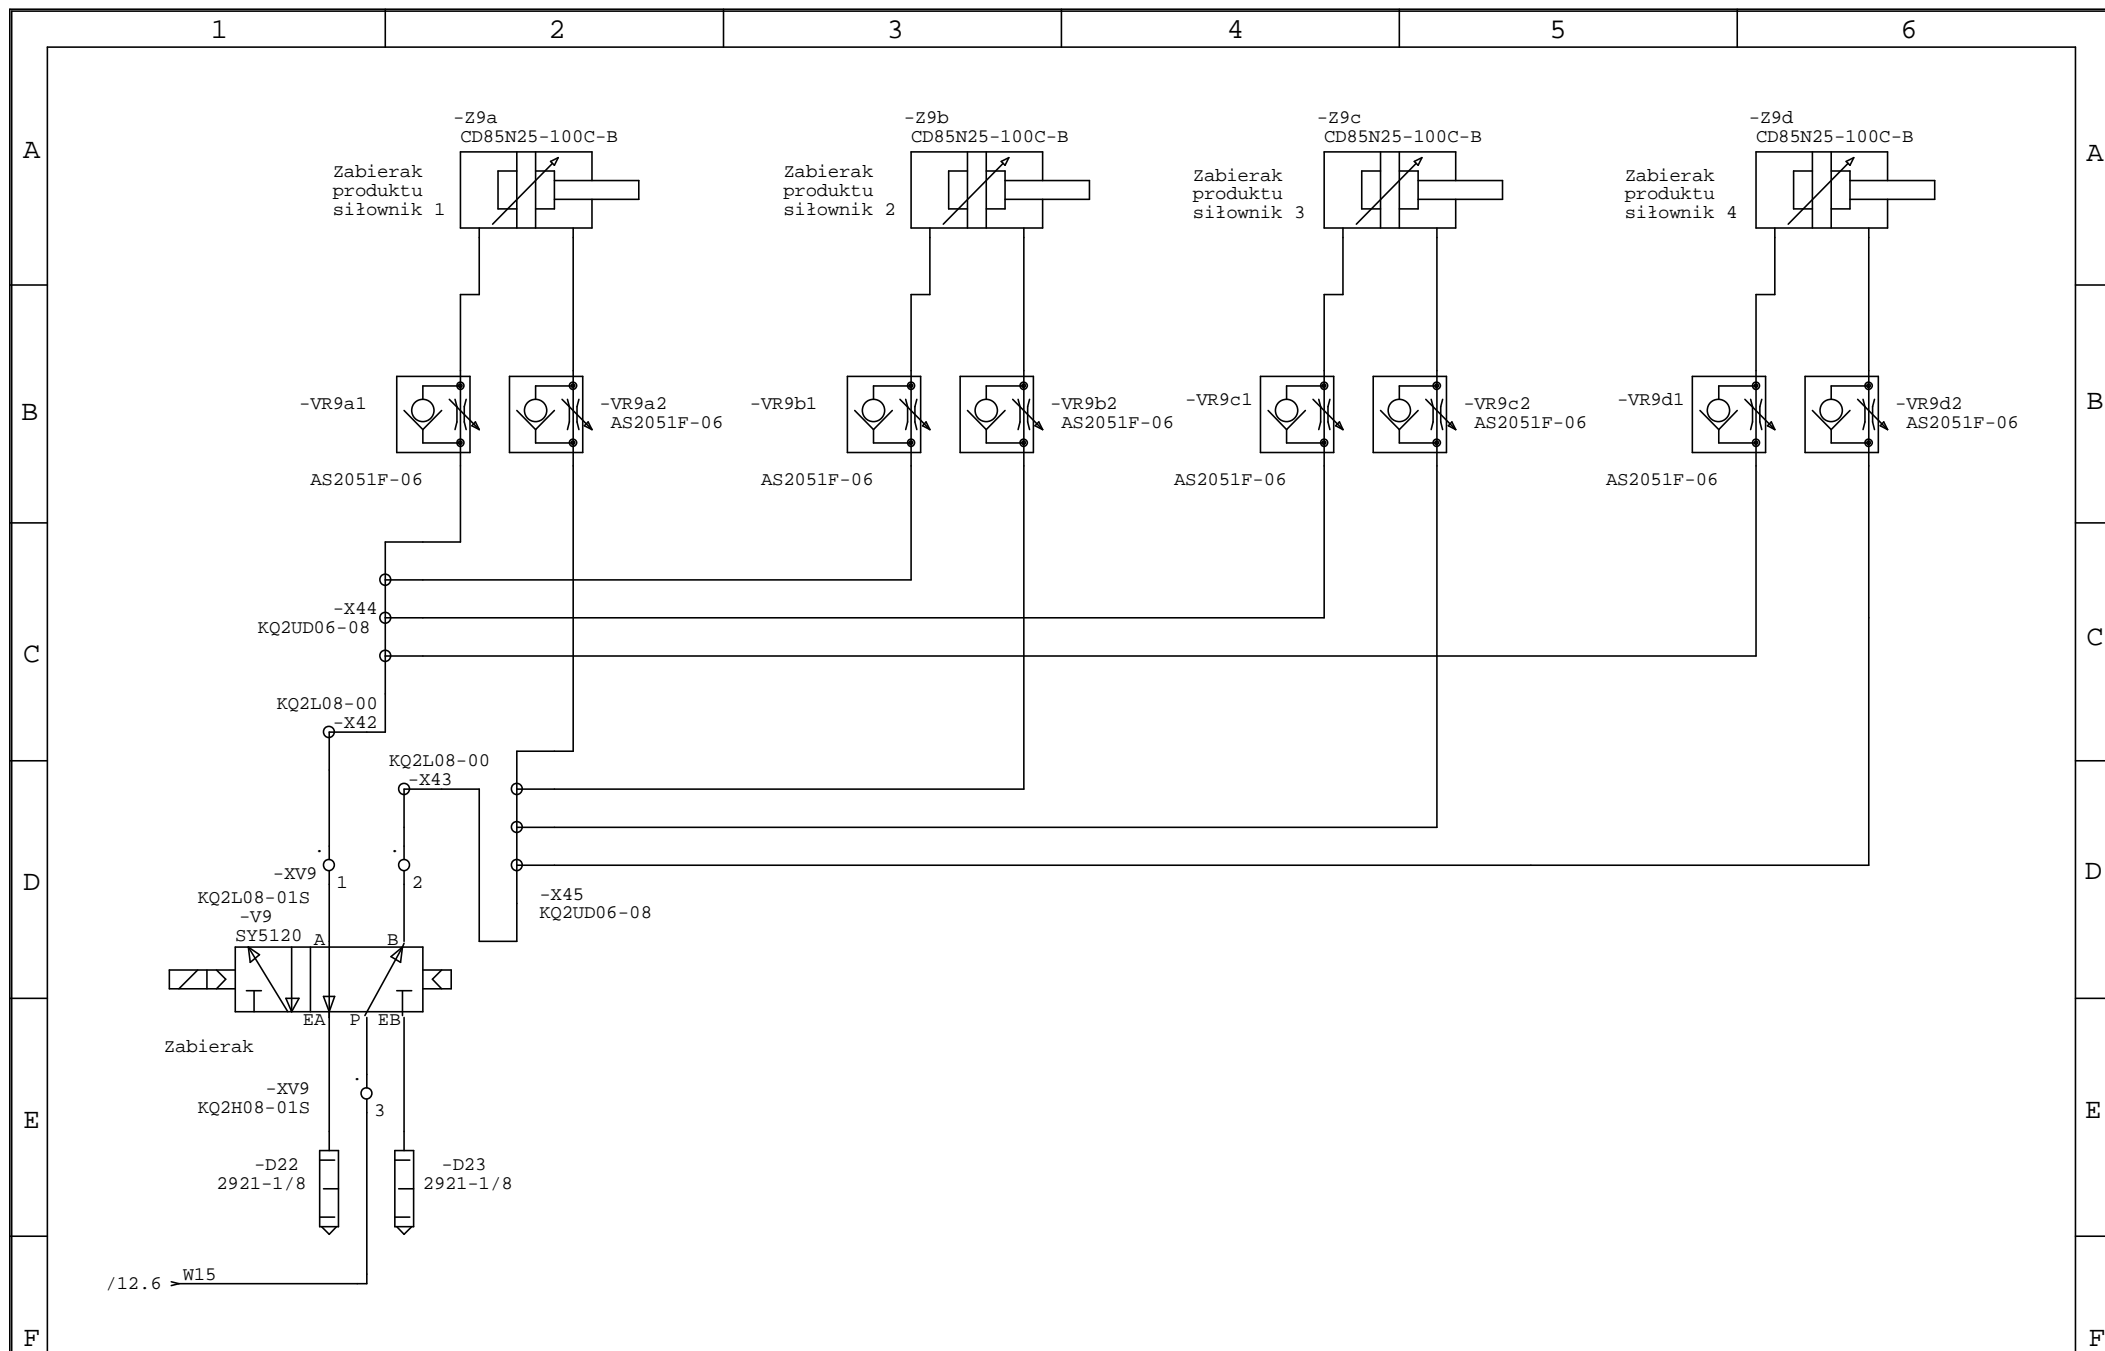 1 2 3 4 5 6
A A
-Z9a
CD85N25-100C-B
Zabierak
produktu
siłownik 1
-Z9b
CD85N25-100C-B
Zabierak
produktu
siłownik 2
-Z9c
CD85N25-100C-B
Zabierak
produktu
siłownik 3
-Z9d
CD85N25-100C-B
Zabierak
produktu
siłownik 4
B B
-VR9a1
AS2051F-06
-VR9a2
AS2051F-06
-VR9b1
AS2051F-06
-VR9b2
AS2051F-06
-VR9c1
AS2051F-06
-VR9c2
AS2051F-06
-VR9d1
AS2051F-06
-VR9d2
AS2051F-06
C C
-X44
KQ2UD06-08
KQ2L08-00
-X42
KQ2L08-00
-X43
D D
-XV9
1
2
KQ2L08-01S
-X45
KQ2UD06-08
-V9
SY5120
A B
EA P EB
Zabierak
E E
-XV9
KQ2H08-01S
3
-D22
2921-1/8
-D23
2921-1/8
/12.6 W15
F F